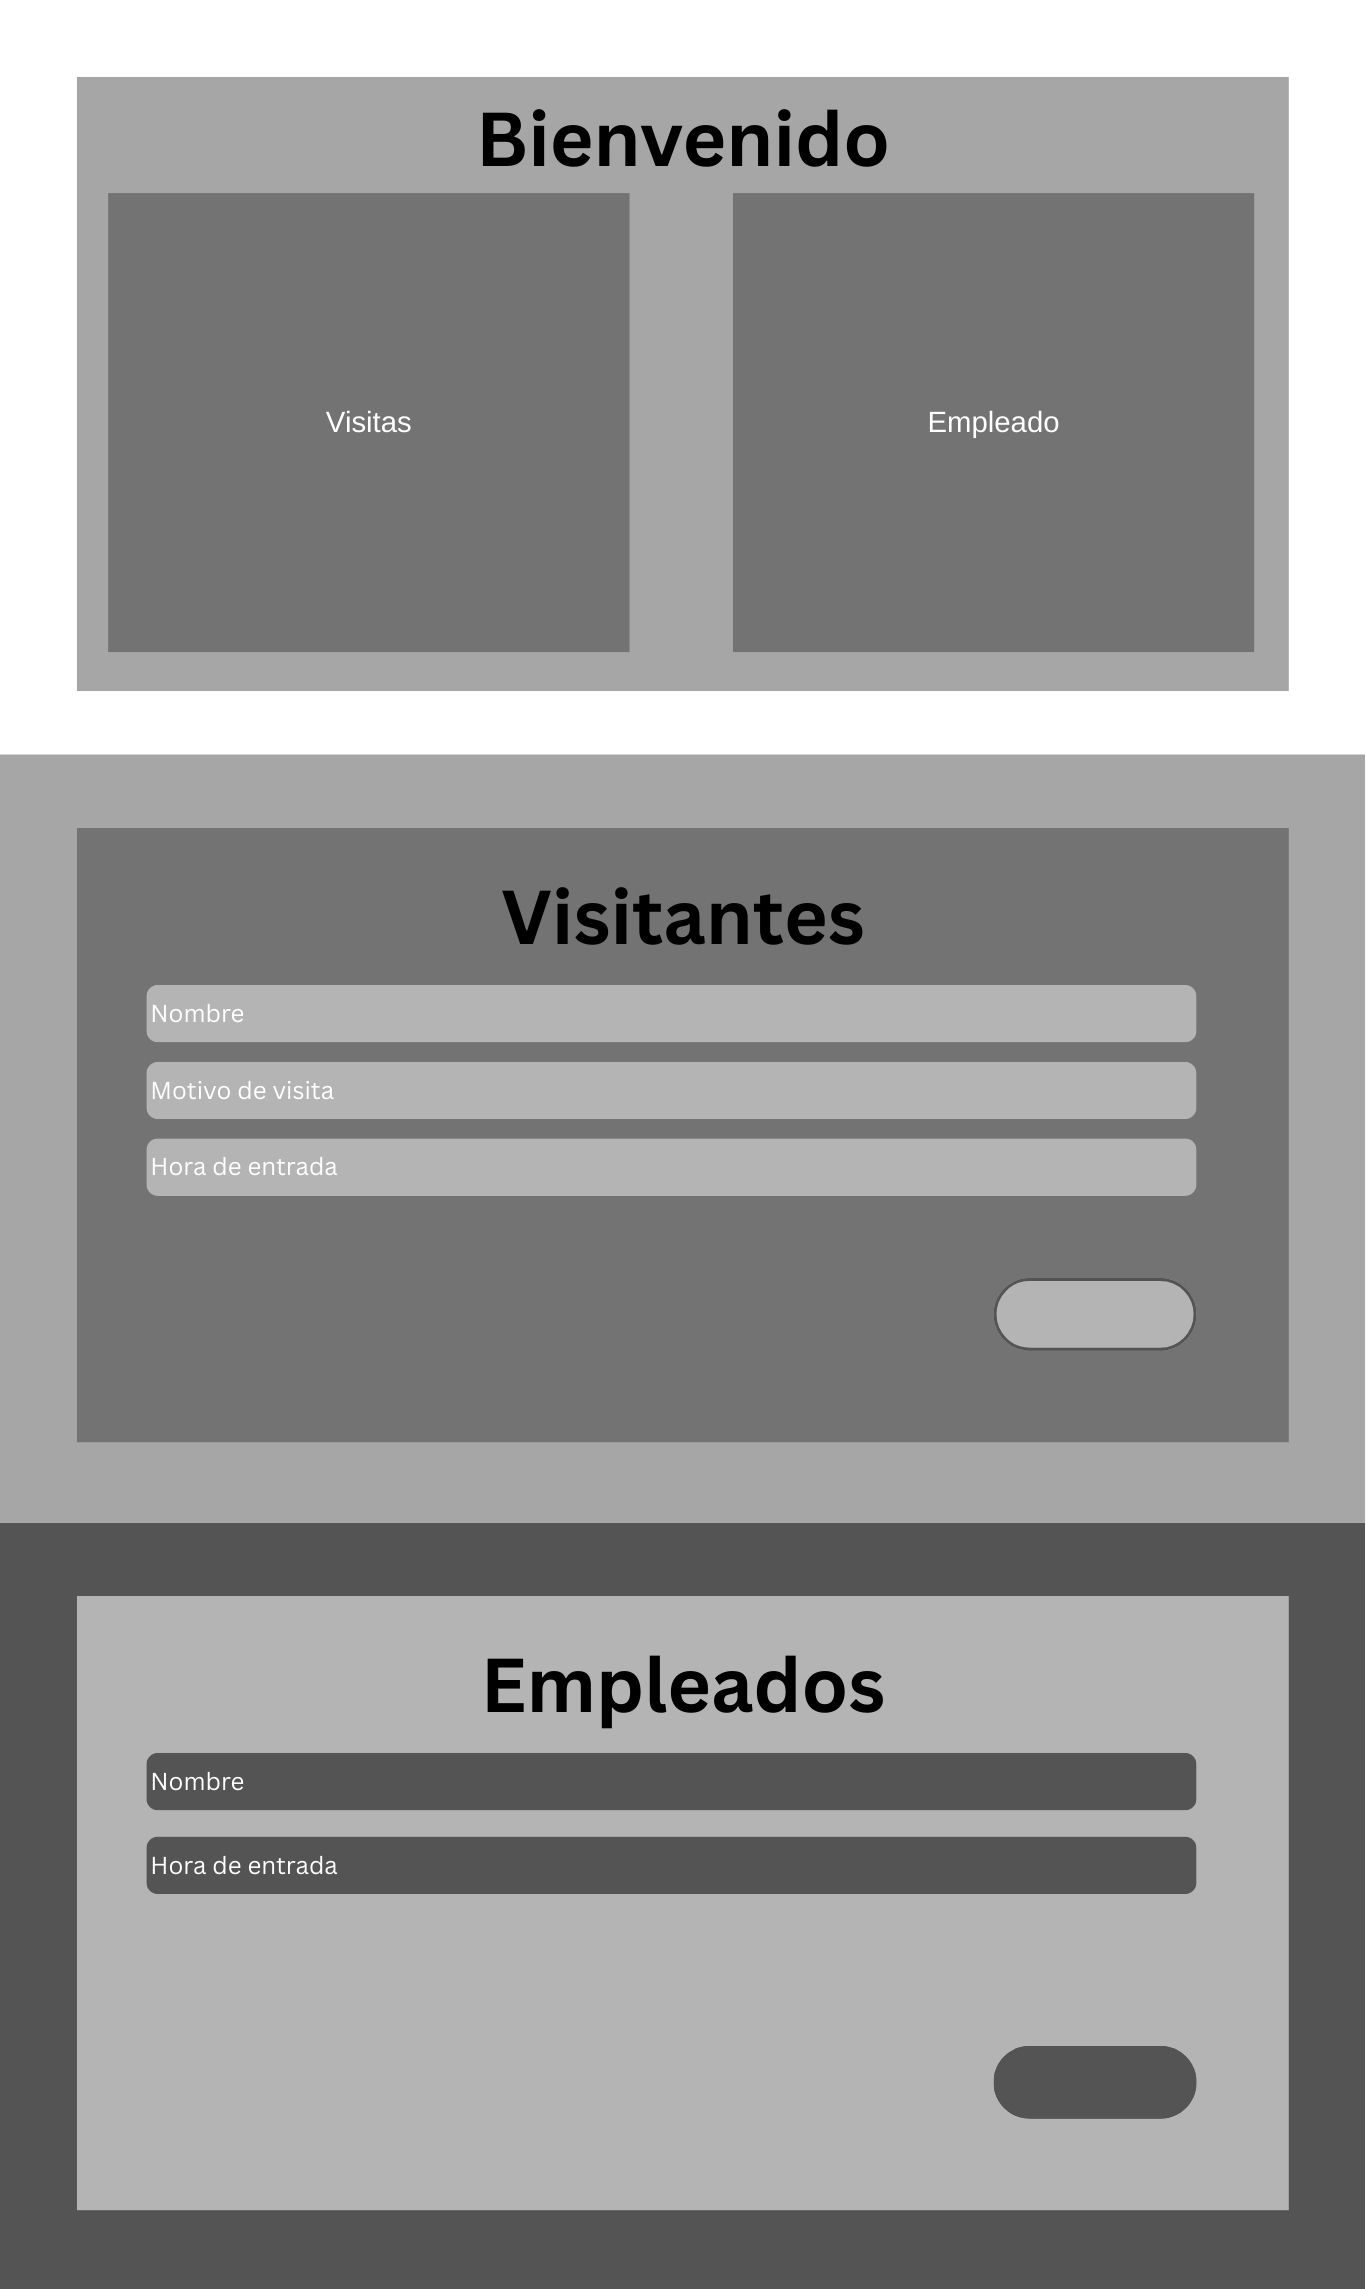 Bienvenido
Visitas
Empleado
Visitantes
Nombre
Motivo de visita
Hora de entrada
Empleados
Nombre
Hora de entrada